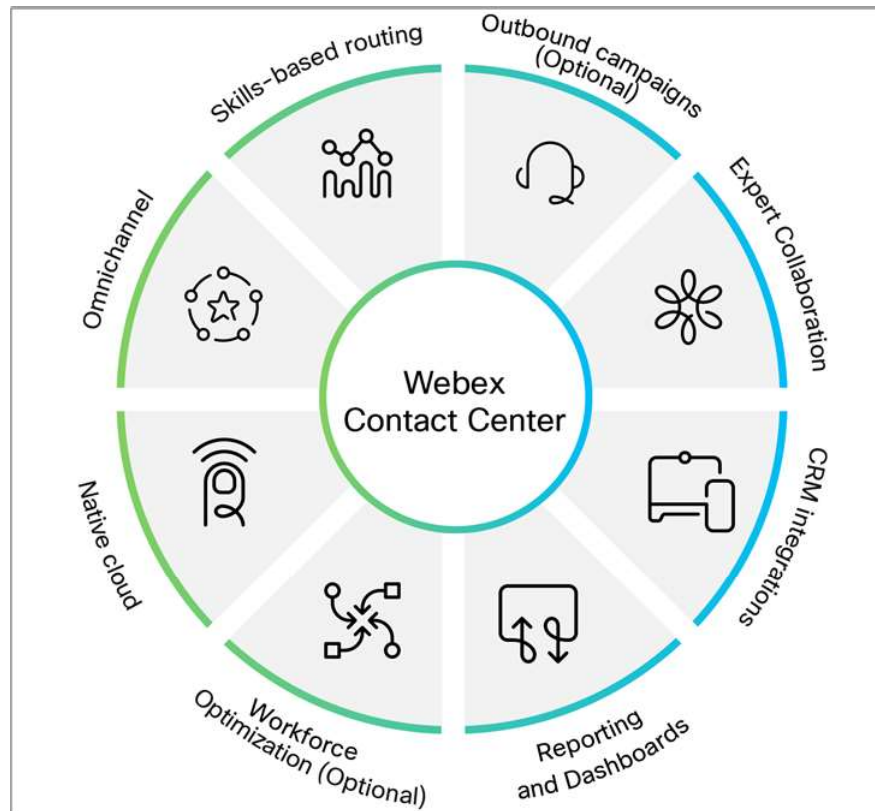 Skills-based routing
Outbound campaigns
(Optional)
Expert Collaboration
CRM integrations
Reporting
and Dashboards
Workforce
Optimization (Optional)
Native cloud
Omnichannel
Webex
Contact Center